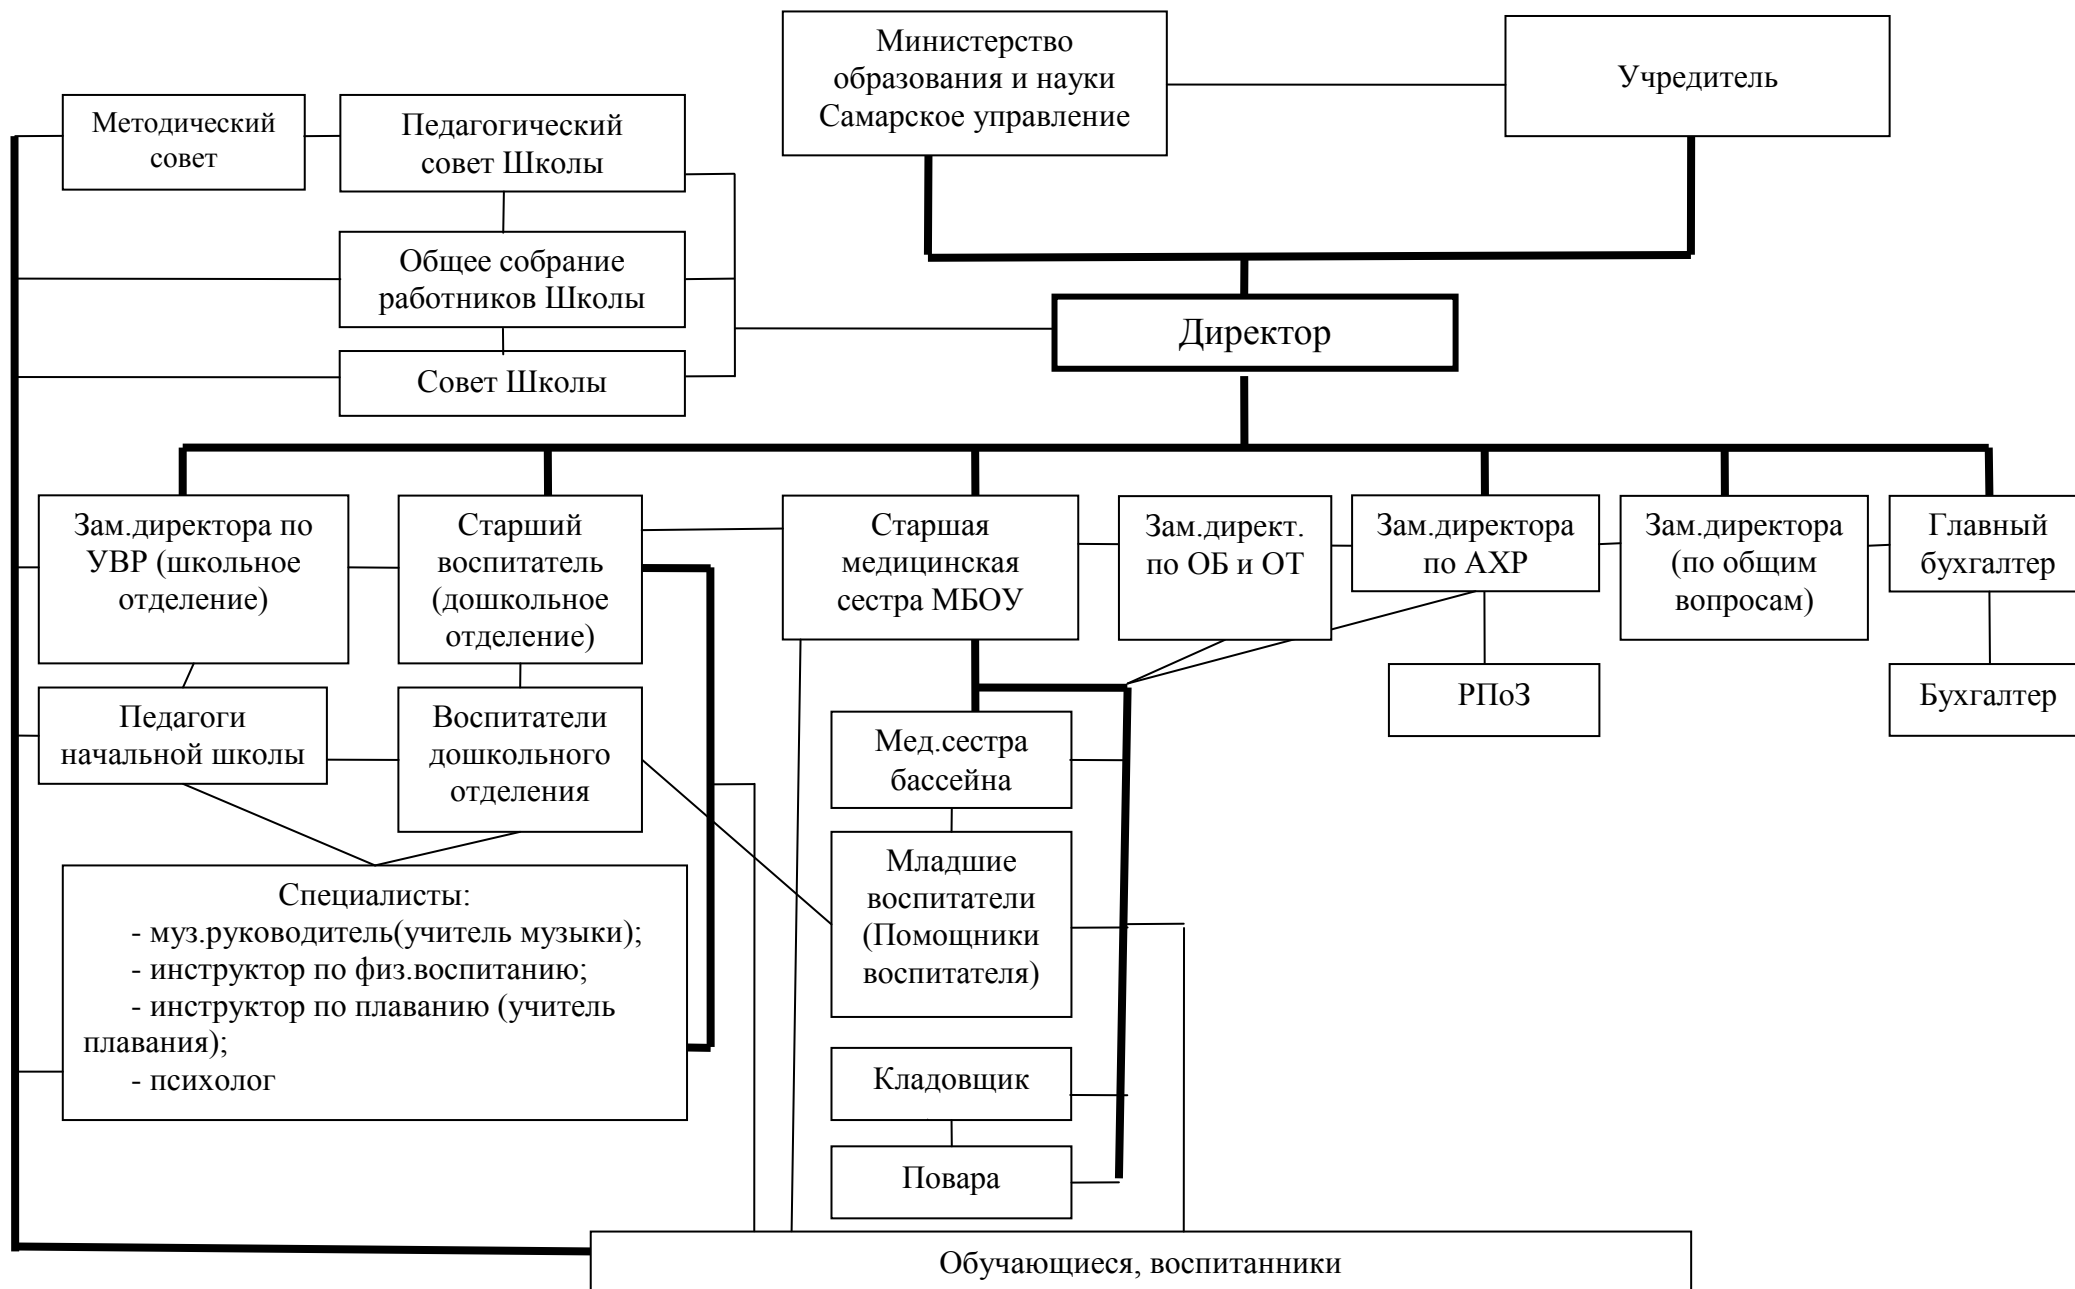 Министерство
образования и науки
Самарское управление
Учредитель
Методический
совет
Педагогический
совет Школы
Общее собрание
работников Школы
Совет Школы
Директор
Зам.директора по
УВР (школьное
отделение)
Старший
воспитатель
(дошкольное
отделение)
Старшая
медицинская
сестра МБОУ
Зам.директ.
по ОБ и ОТ
Зам.директора
по АХР
Зам.директора
(по общим
вопросам)
Главный
бухгалтер
Педагоги
начальной школы
Воспитатели
дошкольного
отделения
Мед.сестра
бассейна
РПоЗ
Бухгалтер
Младшие
воспитатели
(Помощники
воспитателя)
Специалисты:
- муз.руководитель(учитель музыки);
- инструктор по физ.воспитанию;
- инструктор по плаванию (учитель
плавания);
- психолог
Кладовщик
Повара
Обучающиеся, воспитанники